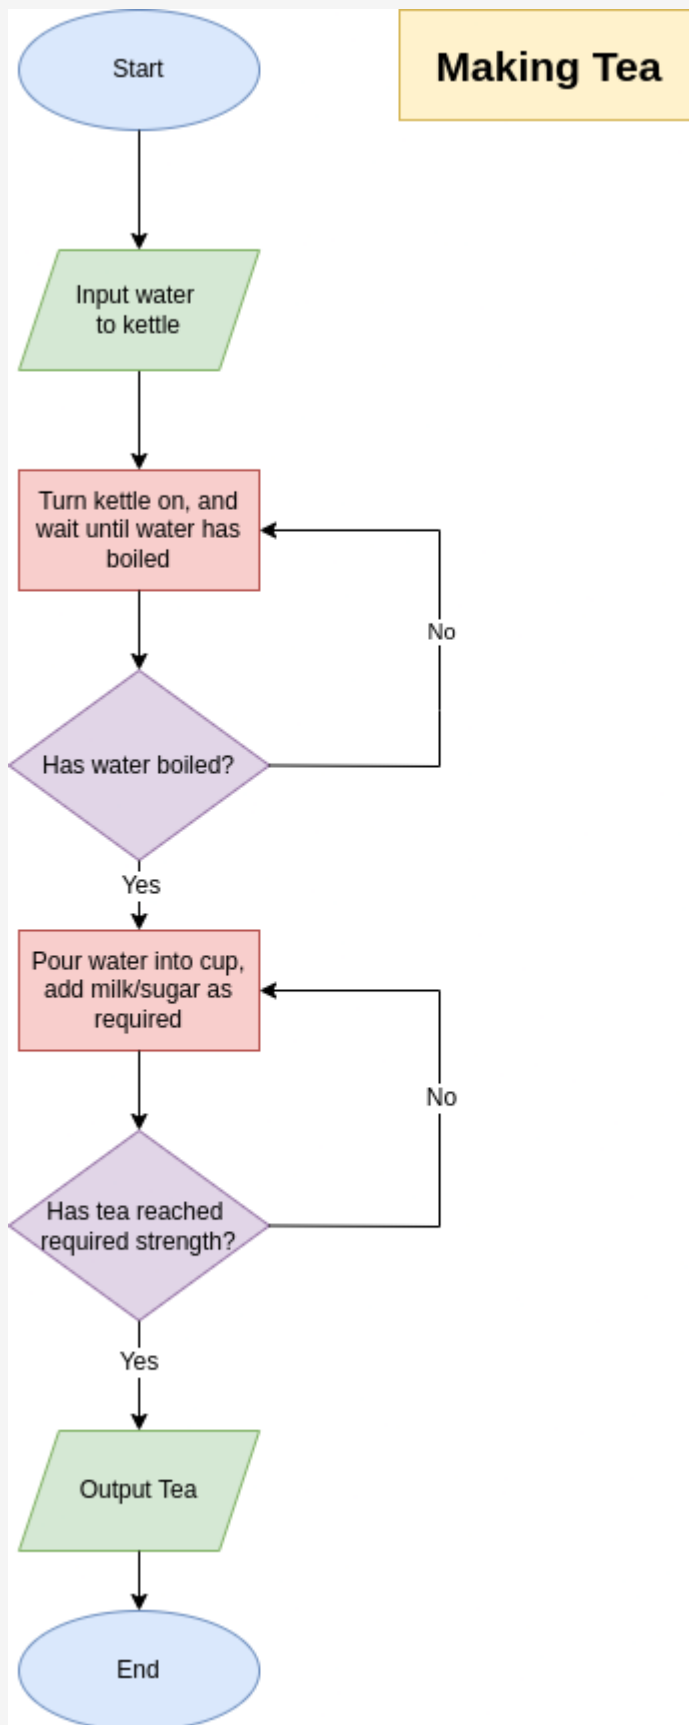 Start
Making Tea
Input water
to kettle
Turn kettle on, and
wait until water has
boiled
No
Has water boiled?
Yes
Pour water into cup,
add milk/sugar as
required
No
Has tea reached
required strength?
Yes
Output Tea
End